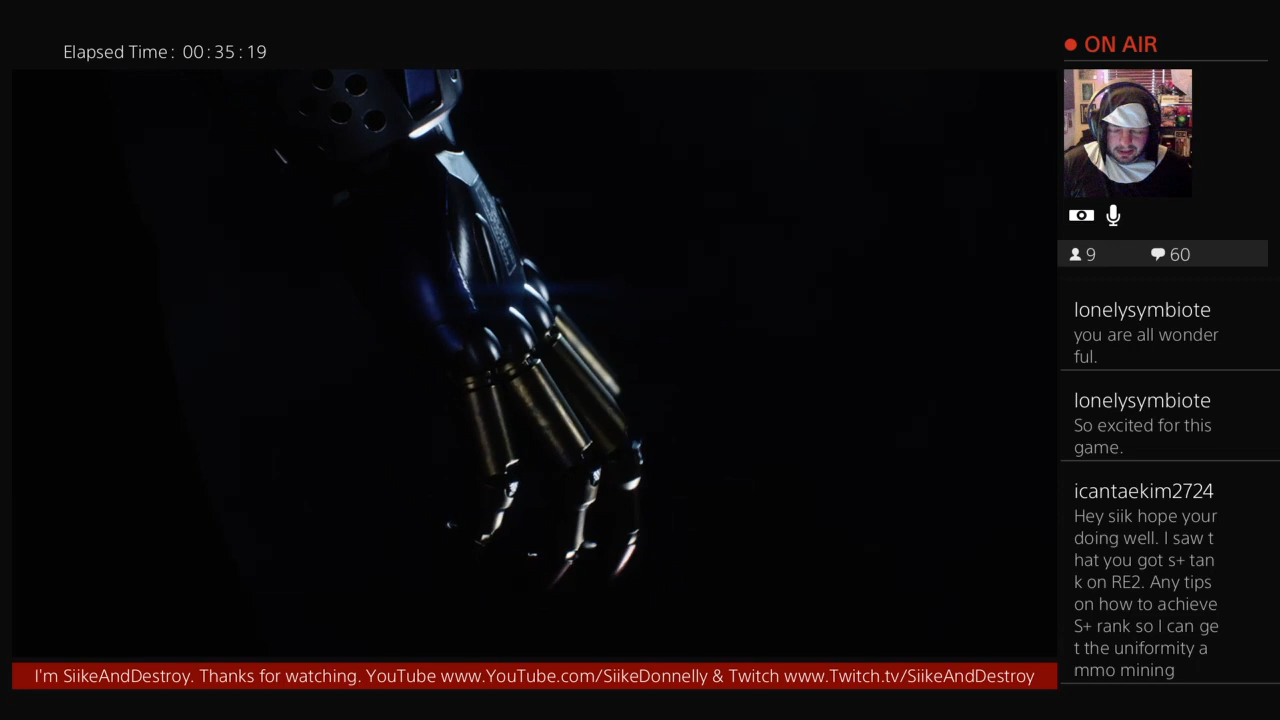 Elapsed Time: 00:35:19
ON AIR
9 60
lonelysymbiote
you are all wonder
ful.
lonelysymbiote
So excited for this
game.
icantaekim2724
Hey siik hope your
doing well. I saw t
hat you got s+ tan
k on RE2. Any tips
on how to achieve
S+ rank so I can ge
t the uniformity a
mmo mining
I'm SiikeAndDestroy. Thanks for watching. YouTube www.YouTube.com/SiikeDonnelly & Twitch www.Twitch.tv/SiikeAndDestroy